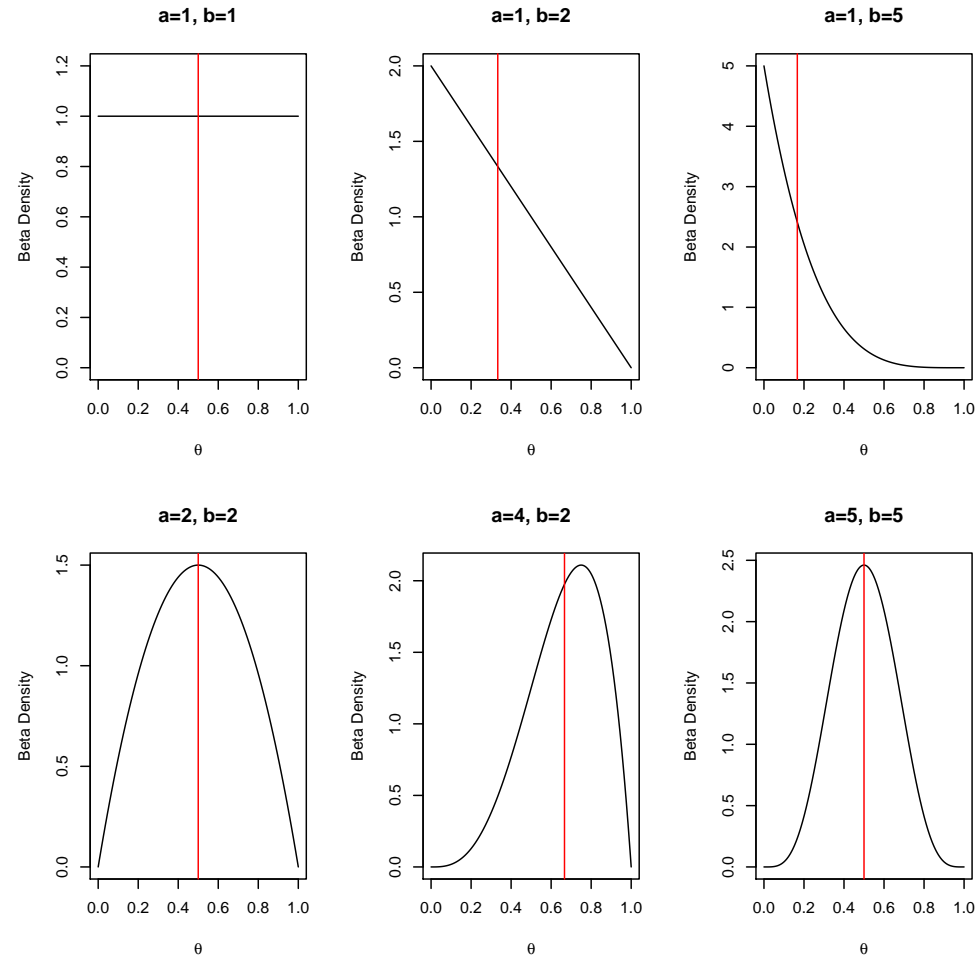 a=1, b=1
Beta Density
0.0 0.2 0.4 0.6 0.8 1.0 1.2
0.0 0.2 0.4 0.6 0.8 1.0
θ
a=1, b=2
Beta Density
0.0 0.5 1.0 1.5 2.0
0.0 0.2 0.4 0.6 0.8 1.0
θ
a=1, b=5
Beta Density
0 1 2 3 4 5
0.0 0.2 0.4 0.6 0.8 1.0
θ
a=2, b=2
Beta Density
0.0 0.5 1.0 1.5
0.0 0.2 0.4 0.6 0.8 1.0
θ
a=4, b=2
Beta Density
0.0 0.5 1.0 1.5 2.0
0.0 0.2 0.4 0.6 0.8 1.0
θ
a=5, b=5
Beta Density
0.0 0.5 1.0 1.5 2.0 2.5
0.0 0.2 0.4 0.6 0.8 1.0
θ